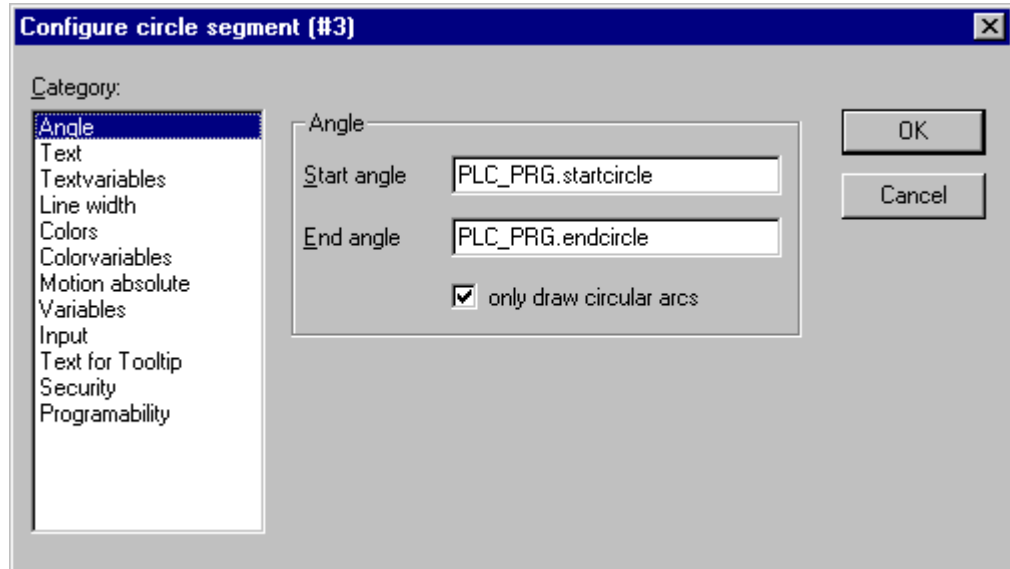 Configure circle segment (#3)
Category:
Angle
Text
Textvariables
Line width
Colors
Colorvariables
Motion absolute
Variables
Input
Text for Tooltip
Security
Programability
Angle
Start angle PLC_PRG.startcircle
End angle PLC_PRG.endcircle
only draw circular arcs
OK
Cancel